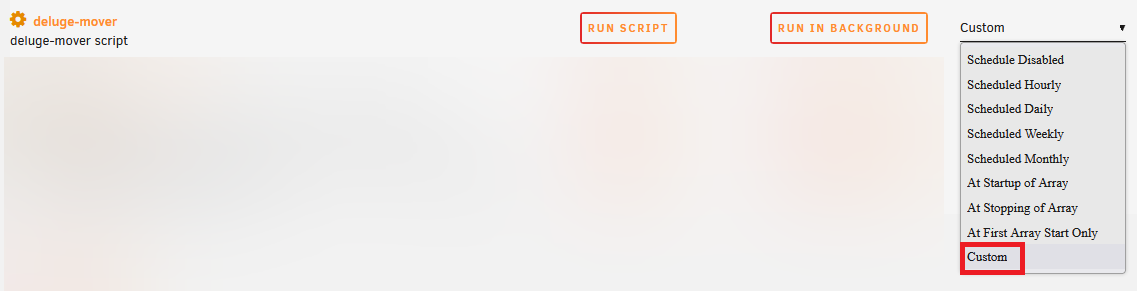 deluge-mover
deluge-mover script
RUN SCRIPT
RUN IN BACKGROUND
Custom
Schedule Disabled
Scheduled Hourly
Scheduled Daily
Scheduled Weekly
Scheduled Monthly
At Startup of Array
At Stopping of Array
At First Array Start Only
Custom